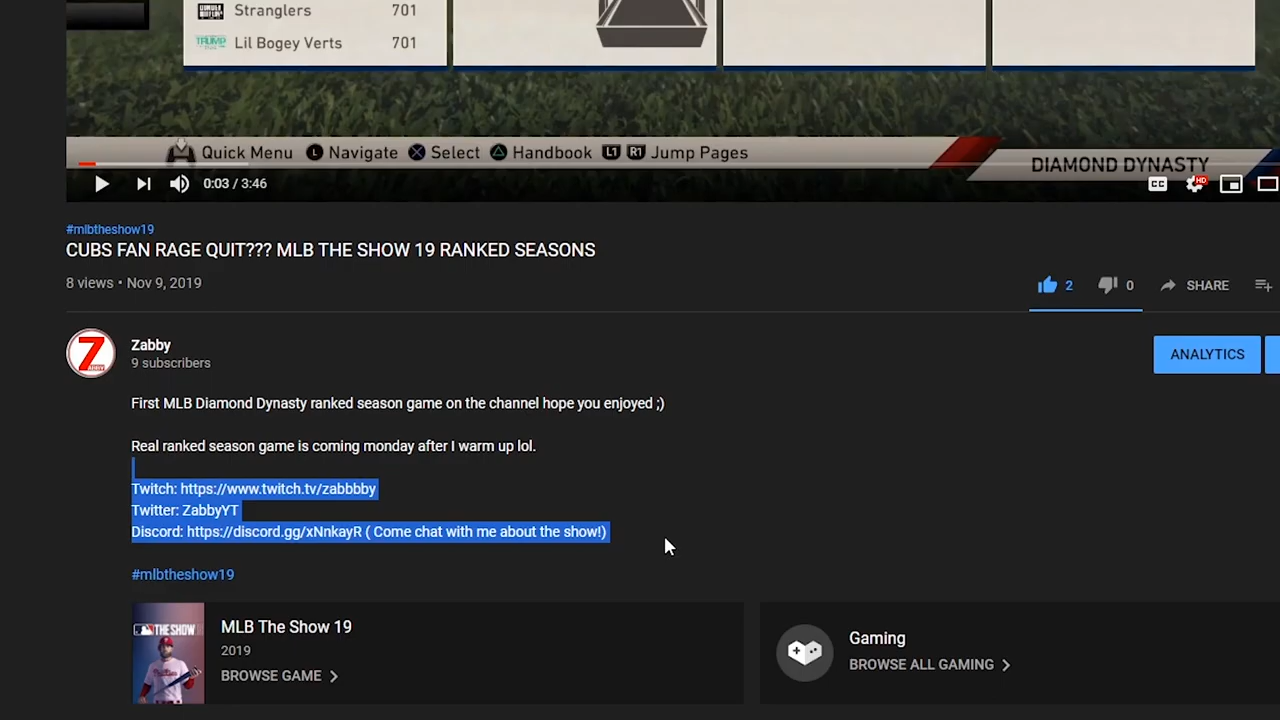 Stranglers 701
TRUMP Lil Bogey Verts 701
Quick Menu L Navigate Select Handbook L1 R1 Jump Pages
DIAMOND DYNASTY
0:03 / 3:46
CC HD
#mlbtheshow19
CUBS FAN RAGE QUIT??? MLB THE SHOW 19 RANKED SEASONS
8 views • Nov 9, 2019
2 0 SHARE
Zabby
9 subscribers
ANALYTICS
First MLB Diamond Dynasty ranked season game on the channel hope you enjoyed ;)
Real ranked season game is coming monday after I warm up lol.
Twitch: https://www.twitch.tv/zabbbby
Twitter: ZabbyYT
Discord: https://discord.gg/xNnkayR ( Come chat with me about the show!)
#mlbtheshow19
THE SHOW
MLB The Show 19
2019
BROWSE GAME
Gaming
BROWSE ALL GAMING